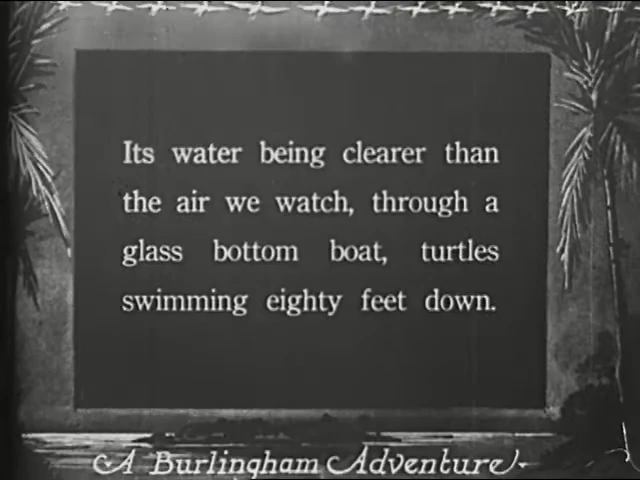 Its water being clearer than
the air we watch, through a
glass bottom boat, turtles
swimming eighty feet down.
A Burlingham Adventure